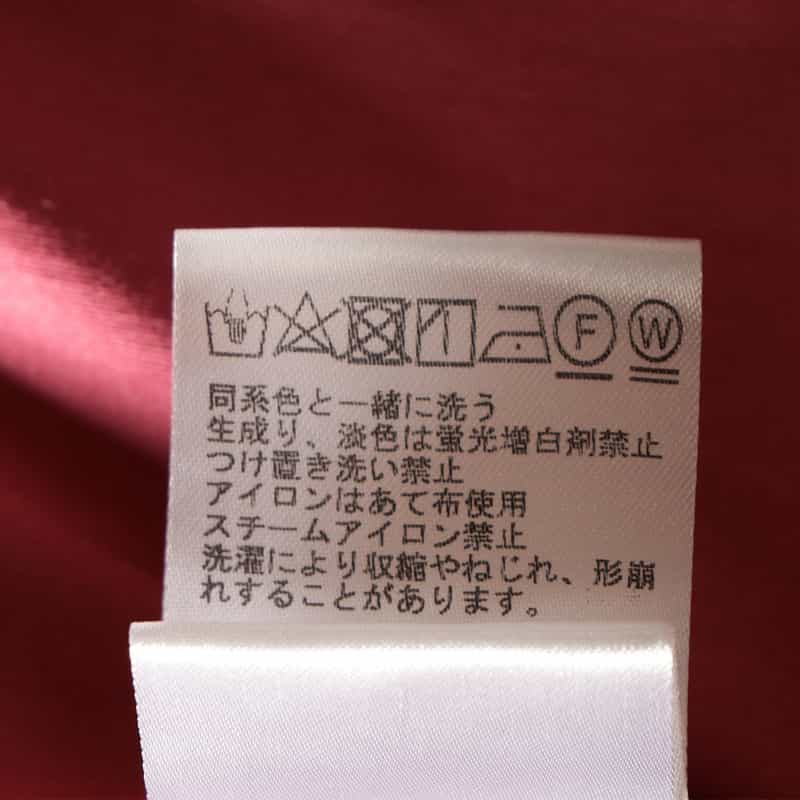 F W
同系色と一緒に洗う
生成り、淡色は蛍光増白剤禁止
つけ置き洗い禁止
アイロンはあて布使用
スチームアイロン禁止
洗濯により収縮やねじれ、形崩
れすることがあります。